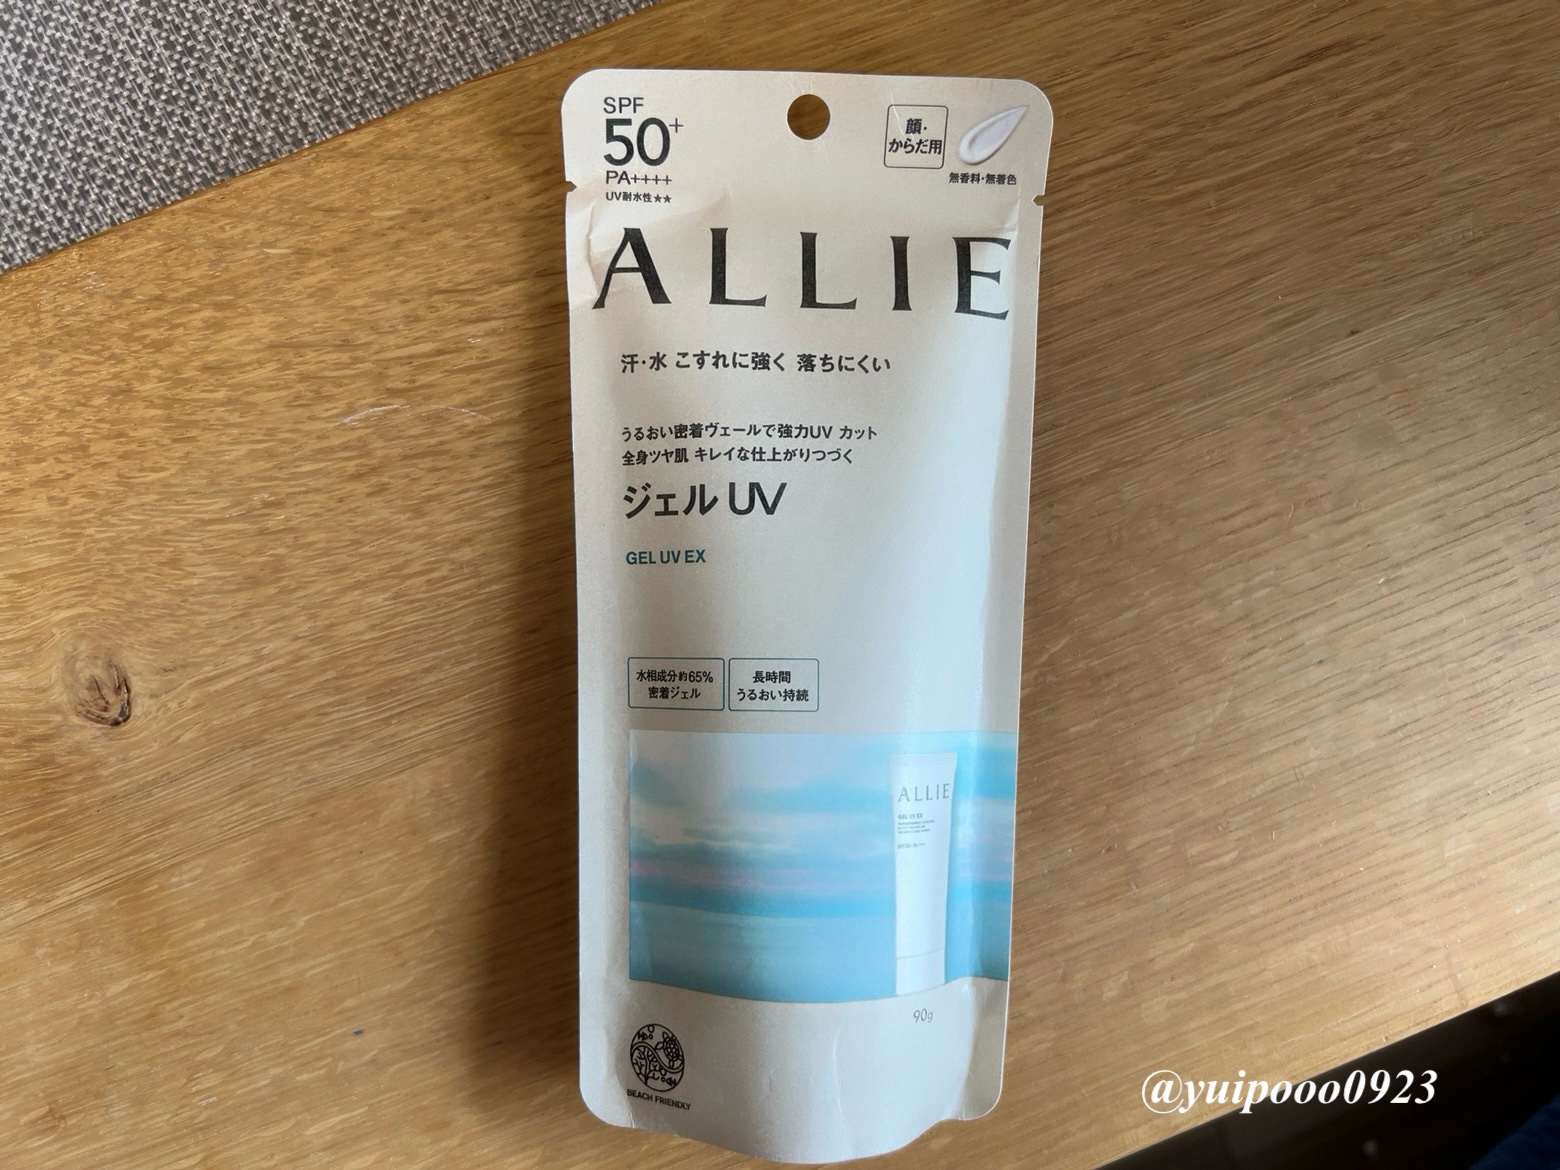 SPF
50+
PA++++
UV耐水性★★
顔・
からだ用
無香料・無着色
ALLIE
汗・水 こすれに強く 落ちにくい
うるおい密着ヴェールで強力UV カット
全身ツヤ肌 キレイな仕上がりつづく
ジェル UV
GEL UV EX
水相成分約65%
密着ジェル
長時間
うるおい持続
ALLIE
GEL UV EX
90g
BEACH FRIENDLY
@yuipooo0923